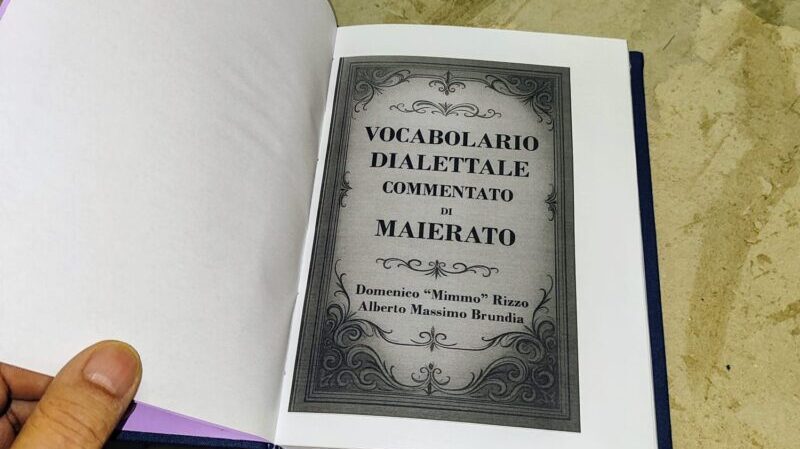 VOCABOLARIO
DIALETTALE
COMMENTATO
DI
MAIERATO
Domenico “Mimmo” Rizzo
Alberto Massimo Brundia